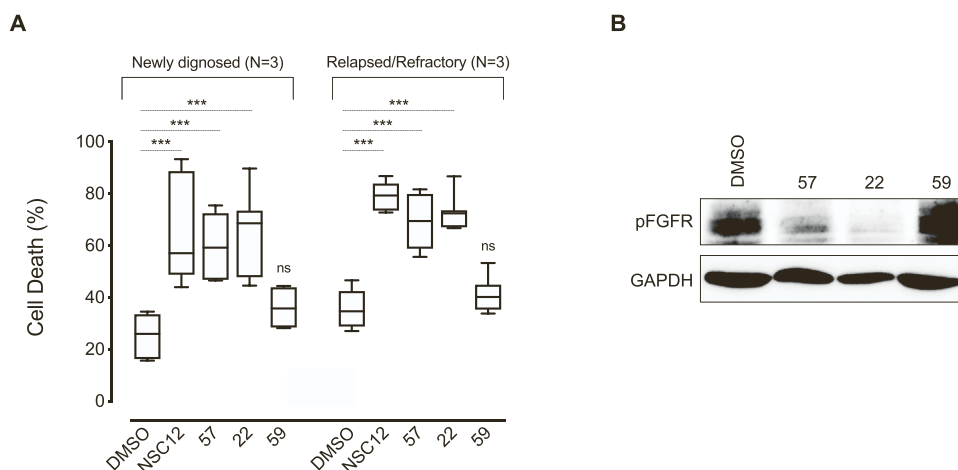 A
Newly dignosed (N=3)
Relapsed/Refractory (N=3)
***
***
***
***
***
***
ns
ns
Cell Death (%)
100
80
60
40
20
0
DMSO
NSC12
57
22
59
DMSO
NSC12
57
22
59
B
DMSO
57
22
59
pFGFR
GAPDH